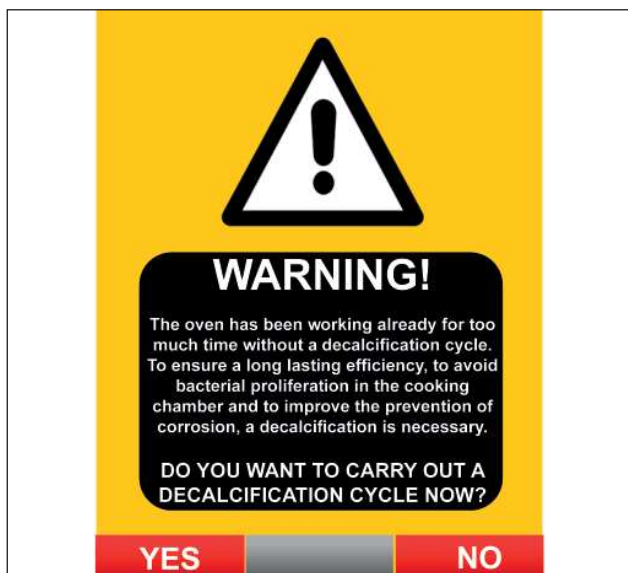 WARNING!
The oven has been working already for too
much time without a decalcification cycle.
To ensure a long lasting efficiency, to avoid
bacterial proliferation in the cooking
chamber and to improve the prevention of
corrosion, a decalcification is necessary.
DO YOU WANT TO CARRY OUT A
DECALCIFICATION CYCLE NOW?
YES NO